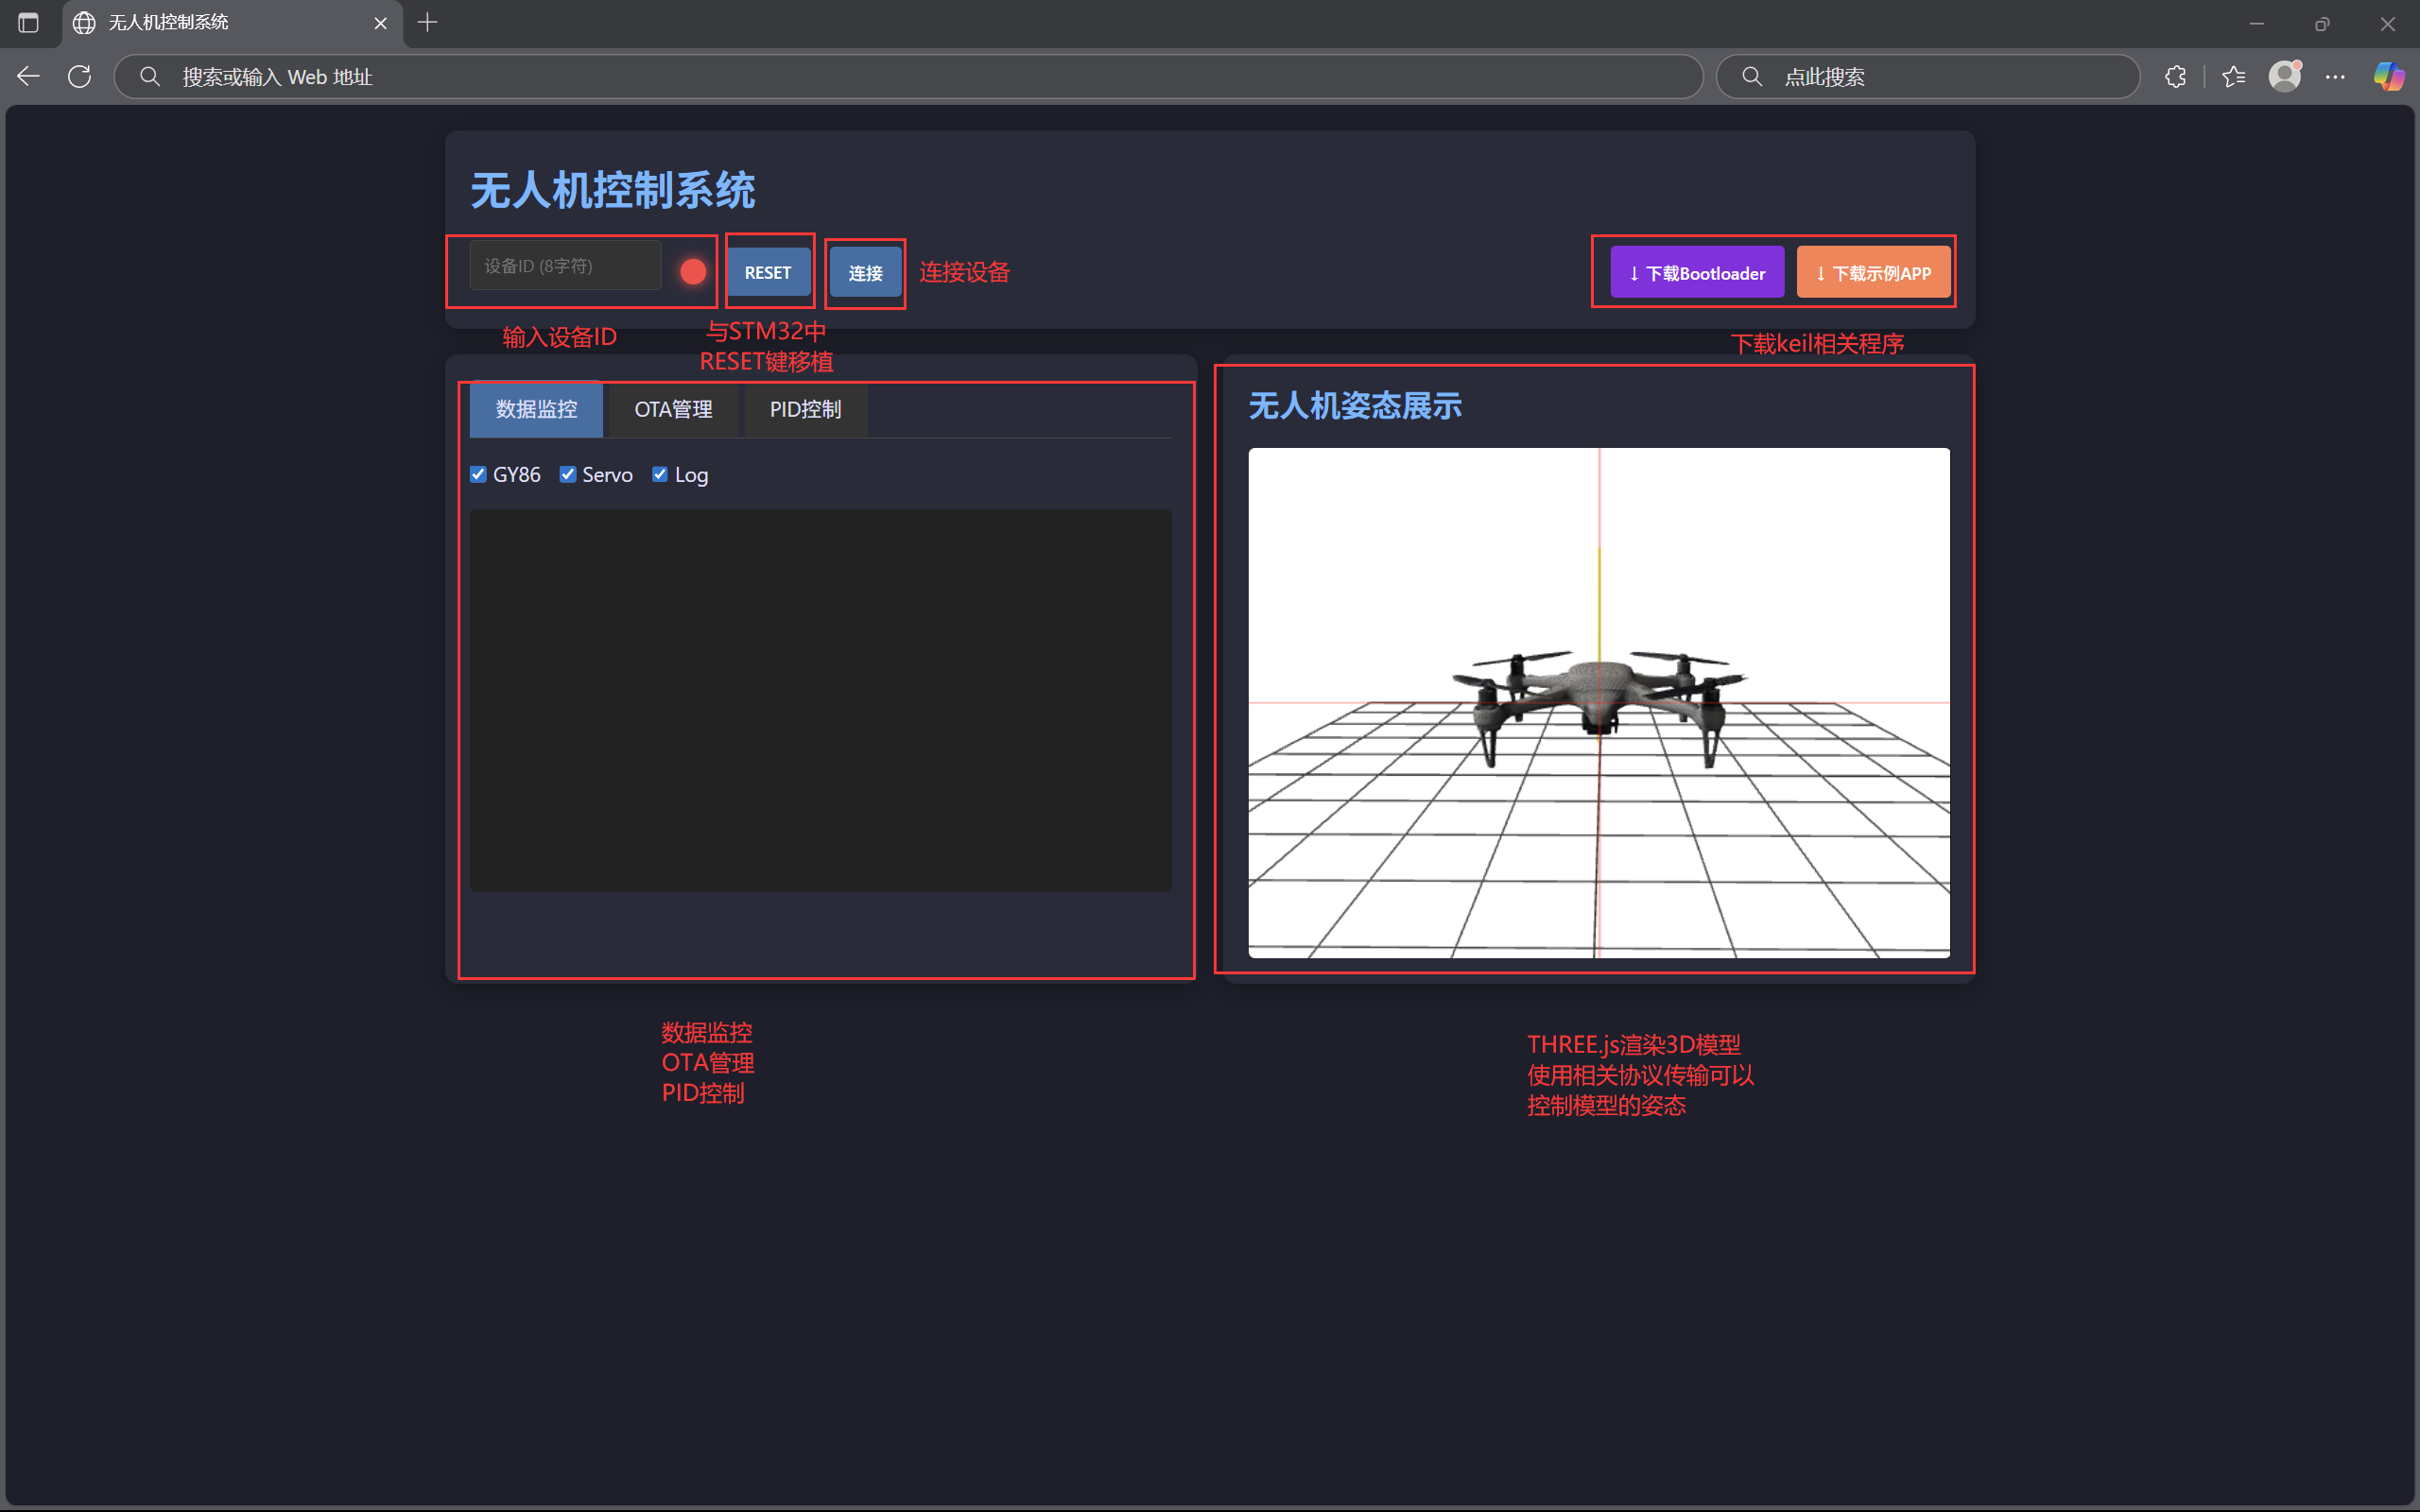 无人机控制系统
搜索或输入 Web 地址
点此搜索
无人机控制系统
设备ID (8字符)
RESET
连接
连接设备
↓ 下载Bootloader
↓ 下载示例APP
输入设备ID
与STM32中
RESET键移植
下载keil相关程序
数据监控
OTA管理
PID控制
GY86
Servo
Log
无人机姿态展示
数据监控
OTA管理
PID控制
THREE.js渲染3D模型
使用相关协议传输可以
控制模型的姿态